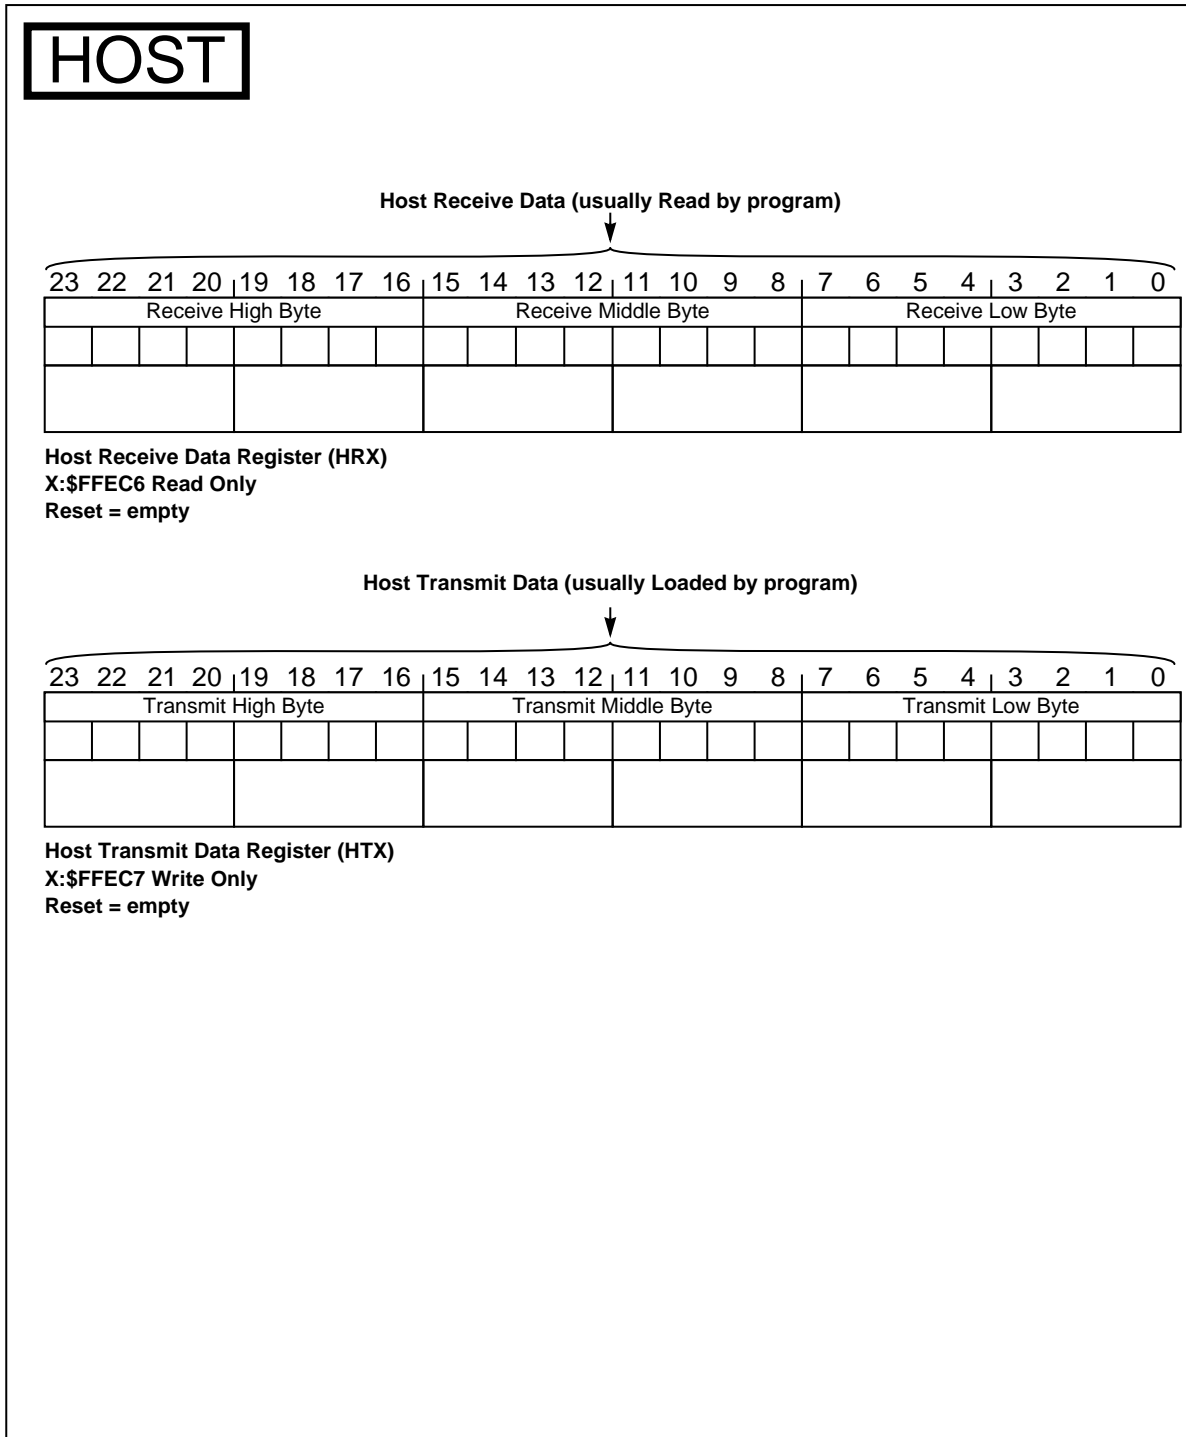 HOST
Host Receive Data (usually Read by program)
23 22 21 20 19 18 17 16 15 14 13 12 11 10 9 8 7 6 5 4 3 2 1 0
Receive High Byte Receive Middle Byte Receive Low Byte
Host Receive Data Register (HRX)
X:$FFEC6 Read Only
Reset = empty
Host Transmit Data (usually Loaded by program)
23 22 21 20 19 18 17 16 15 14 13 12 11 10 9 8 7 6 5 4 3 2 1 0
Transmit High Byte Transmit Middle Byte Transmit Low Byte
Host Transmit Data Register (HTX)
X:$FFEC7 Write Only
Reset = empty